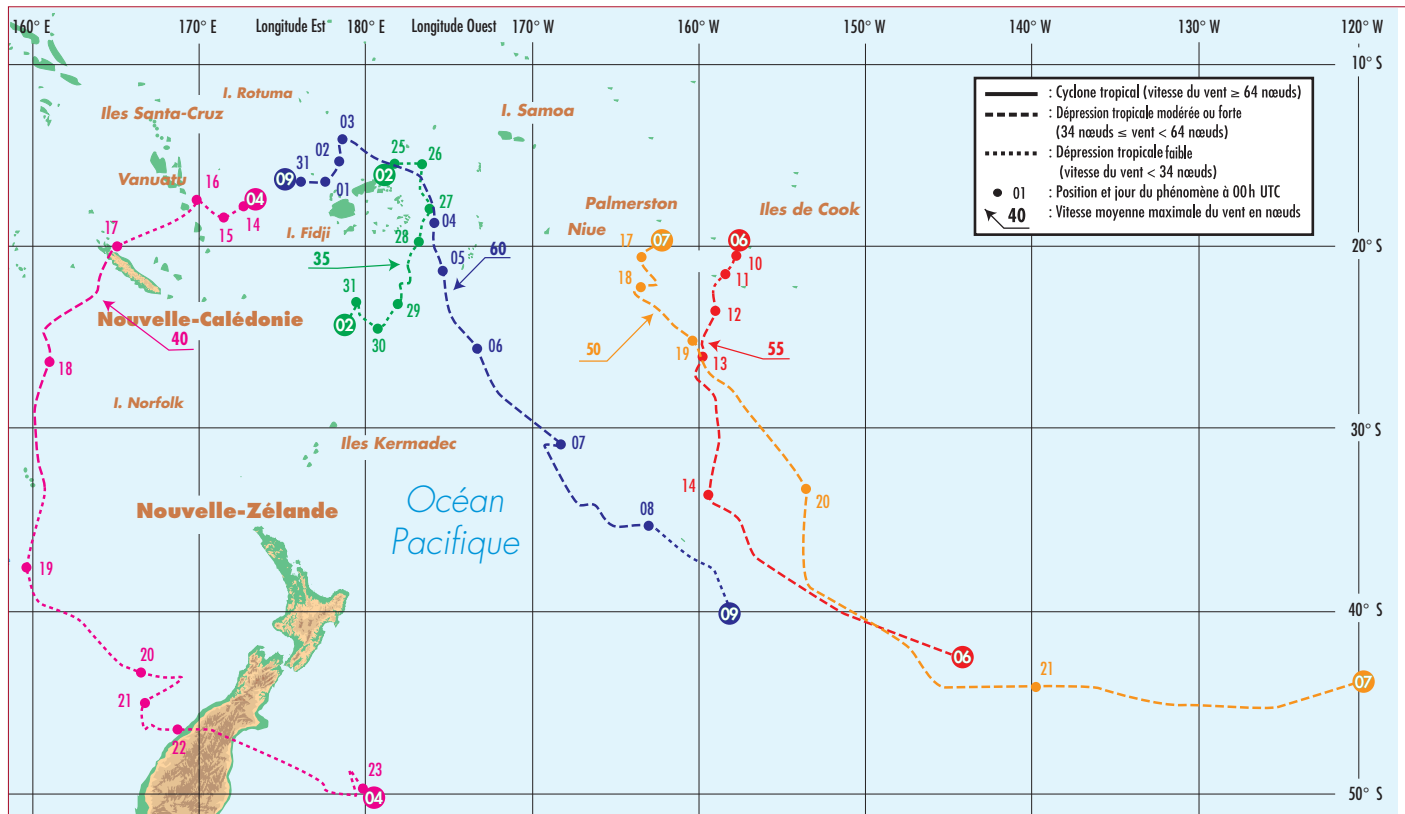 160° E
170° E
Longitude Est
180° E
Longitude Ouest
170° W
160° W
150° W
140° W
130° W
120° W
10° S
20° S
30° S
40° S
50° S
: Cyclone tropical (vitesse du vent ≥ 64 nœuds)
: Dépression tropicale modérée ou forte
(34 nœuds ≤ vent < 64 nœuds)
: Dépression tropicale faible
(vitesse du vent < 34 nœuds)
01 : Position et jour du phénomène à 00 h UTC
40 : Vitesse moyenne maximale du vent en nœuds
I. Rotuma
Iles Santa-Cruz
I. Samoa
Vanuatu
I. Fidji
Palmerston
Niue
Iles de Cook
Nouvelle-Calédonie
I. Norfolk
Iles Kermadec
Nouvelle-Zélande
Océan
Pacifique
04
14
15
16
17
40
18
19
20
21
22
23
04
09
31
01
02
03
04
05
60
06
07
08
09
02
25
26
27
28
35
29
30
31
02
07
17
18
50
19
20
21
07
06
10
11
12
55
13
14
06